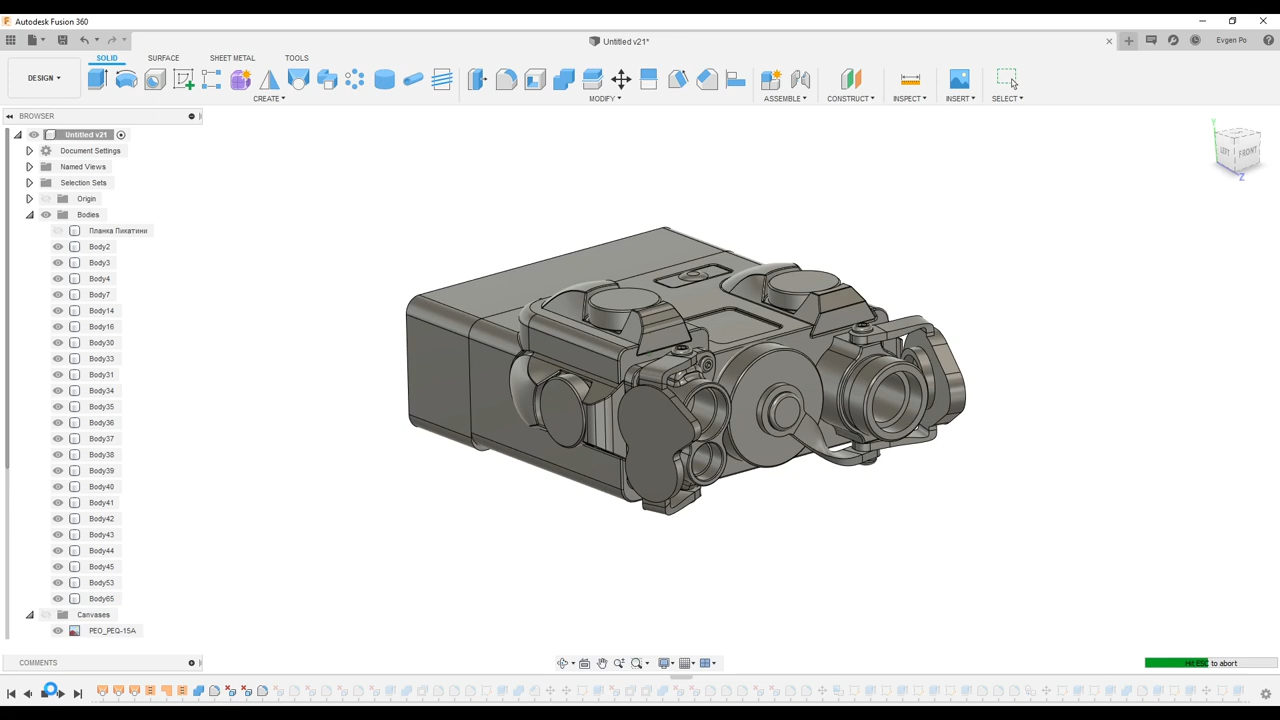 Autodesk Fusion 360
Untitled v21*
Evgen Po
SOLID SURFACE SHEET METAL TOOLS
DESIGN
CREATE MODIFY ASSEMBLE CONSTRUCT INSPECT INSERT SELECT
BROWSER
Untitled v21
Document Settings
Named Views
Selection Sets
Origin
Bodies
Планка Пикатини
Body2
Body3
Body4
Body7
Body14
Body16
Body30
Body33
Body31
Body34
Body35
Body36
Body37
Body38
Body39
Body40
Body41
Body42
Body43
Body44
Body45
Body53
Body65
Canvases
PEO_PEQ-15A
Y
LEFT FRONT
Z
COMMENTS
Hit ESC to abort